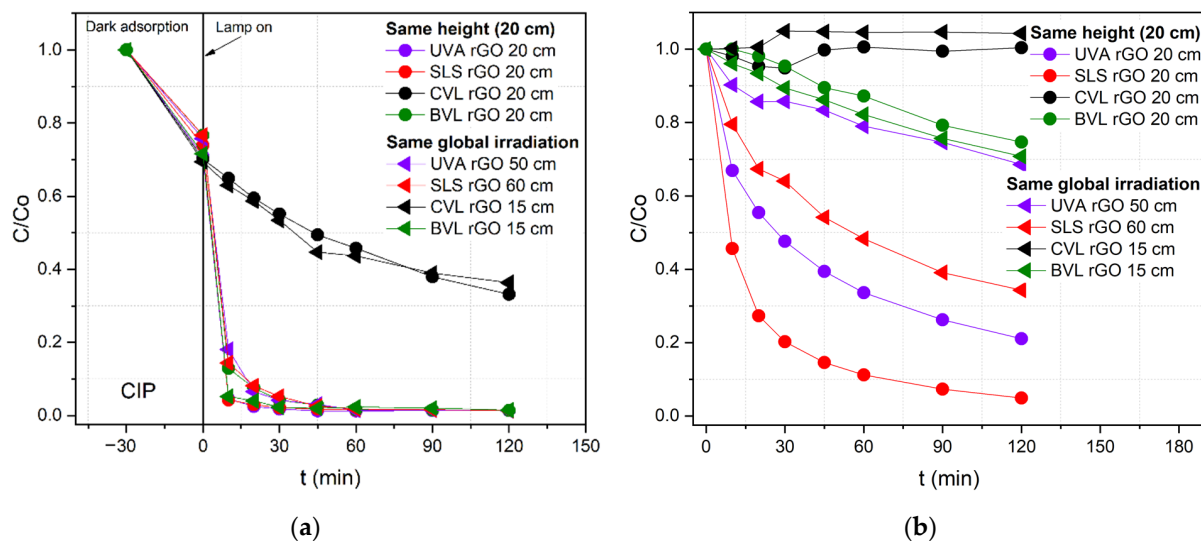 Dark adsorption
Lamp on
Same height (20 cm)
UVA rGO 20 cm
SLS rGO 20 cm
CVL rGO 20 cm
BVL rGO 20 cm
Same global irradiation
UVA rGO 50 cm
SLS rGO 60 cm
CVL rGO 15 cm
BVL rGO 15 cm
CIP
C/Co
1.0
0.8
0.6
0.4
0.2
0.0
−30 0 30 60 90 120 150
t (min)
(a)
Same height (20 cm)
UVA rGO 20 cm
SLS rGO 20 cm
CVL rGO 20 cm
BVL rGO 20 cm
Same global irradiation
UVA rGO 50 cm
SLS rGO 60 cm
CVL rGO 15 cm
BVL rGO 15 cm
C/Co
1.0
0.8
0.6
0.4
0.2
0.0
0 30 60 90 120 150 180
t (min)
(b)